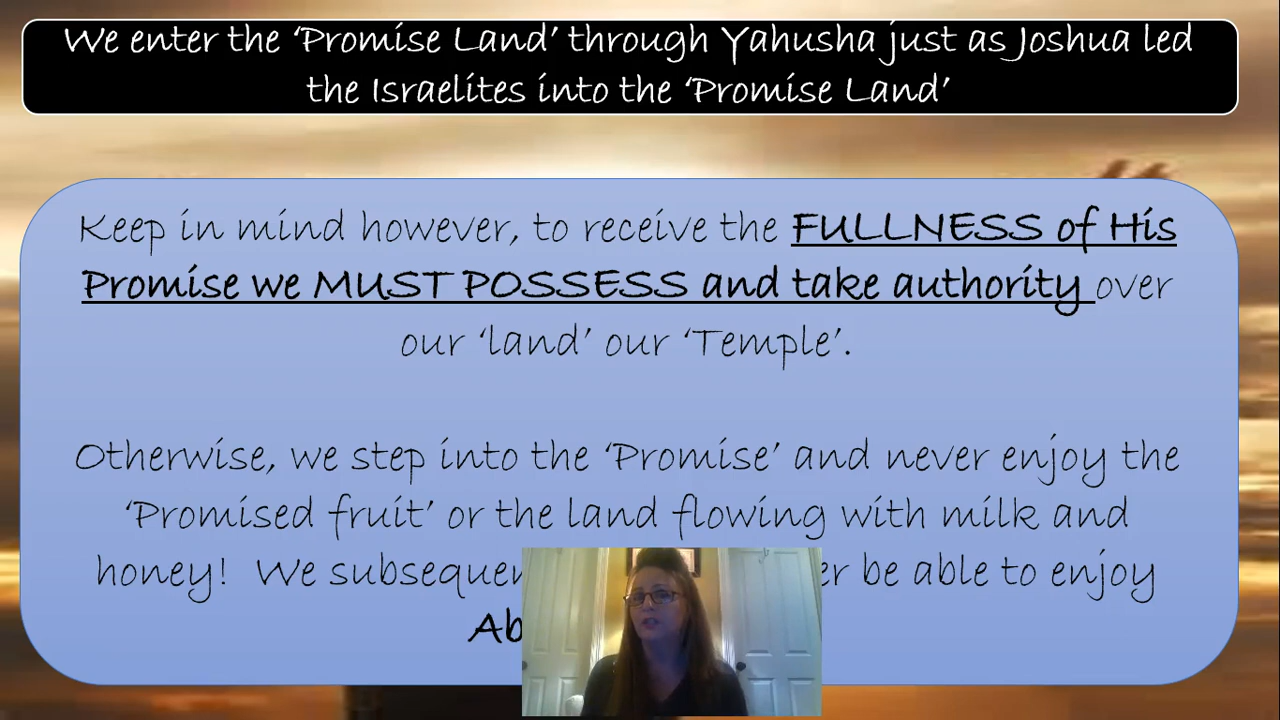 We enter the ‘Promise Land’ through Yahusha just as Joshua led
the Israelites into the ‘Promise Land’
Keep in mind however, to receive the FULLNESS of His
Promise we MUST POSSESS and take authority over
our ‘land’ our ‘Temple’.
Otherwise, we step into the ‘Promise’ and never enjoy the
‘Promised fruit’ or the land flowing with milk and
honey! We be able to enjoy